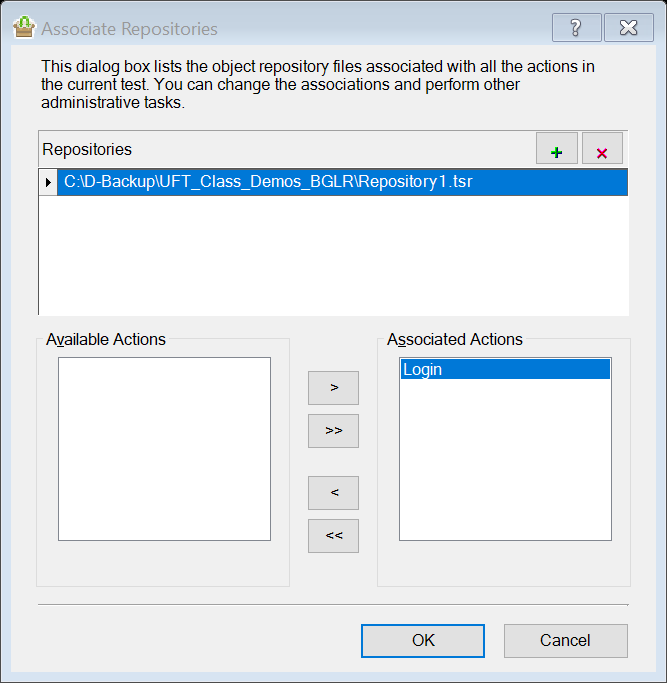 Associate Repositories
?
This dialog box lists the object repository files associated with all the actions in
the current test. You can change the associations and perform other
administrative tasks.
Repositories
C:\D-Backup\UFT_Class_Demos_BGLR\Repository1.tsr
Available Actions
Associated Actions
Login
>
>>
<
<<
OK
Cancel